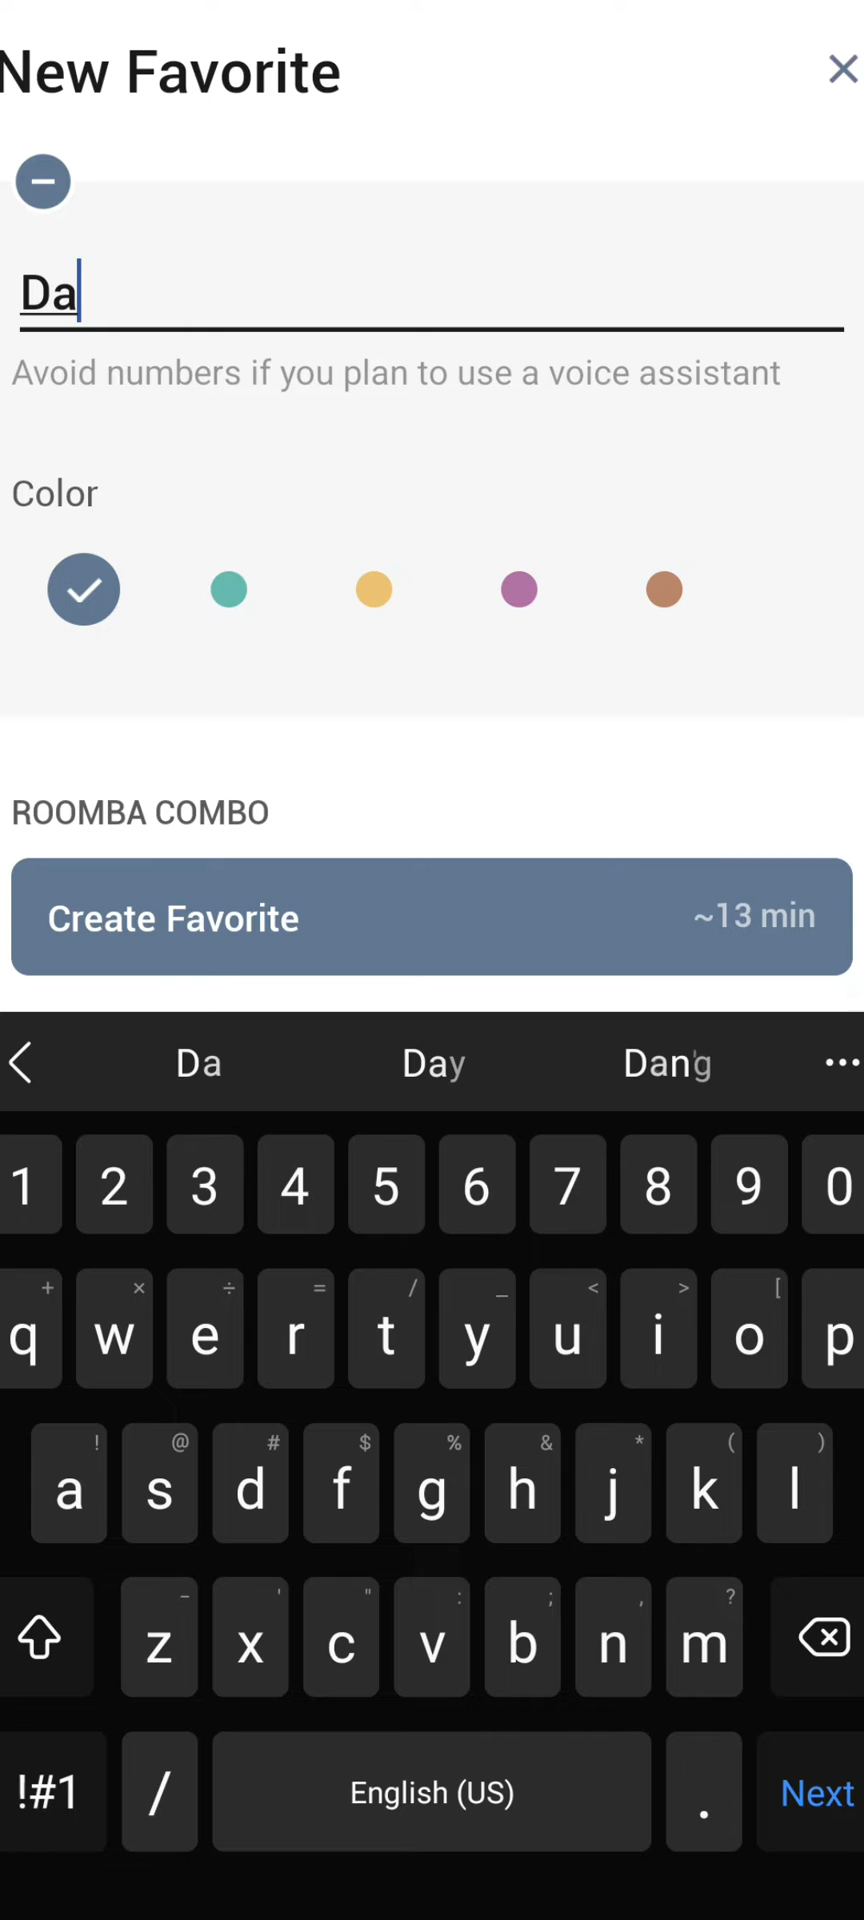 New Favorite
Da
Avoid numbers if you plan to use a voice assistant
Color
ROOMBA COMBO
Create Favorite ~13 min
Da Day Dang
1 2 3 4 5 6 7 8 9 0
+ × ÷ = / _ < > [
q w e r t y u i o p
! @ # $ % & * ( )
a s d f g h j k l
- ' " : ; , ?
z x c v b n m
!#1 / English (US) . Next